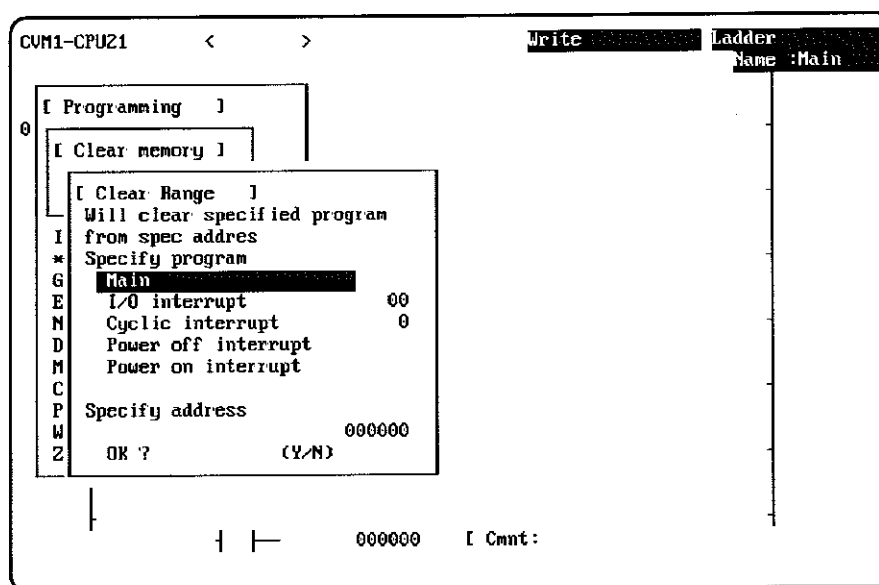 CVM1-CPU21 < > Write Ladder
Name :Main
[ Programming ]
0
[ Clear memory ]
[ Clear Range ]
Will clear specified program
I from spec addres
* Specify program
G Main
E I/O interrupt 00
N Cyclic interrupt 0
D Power off interrupt
M Power on interrupt
C
P Specify address
W 000000
Z OK ? (Y/N)
000000 [ Cmnt: